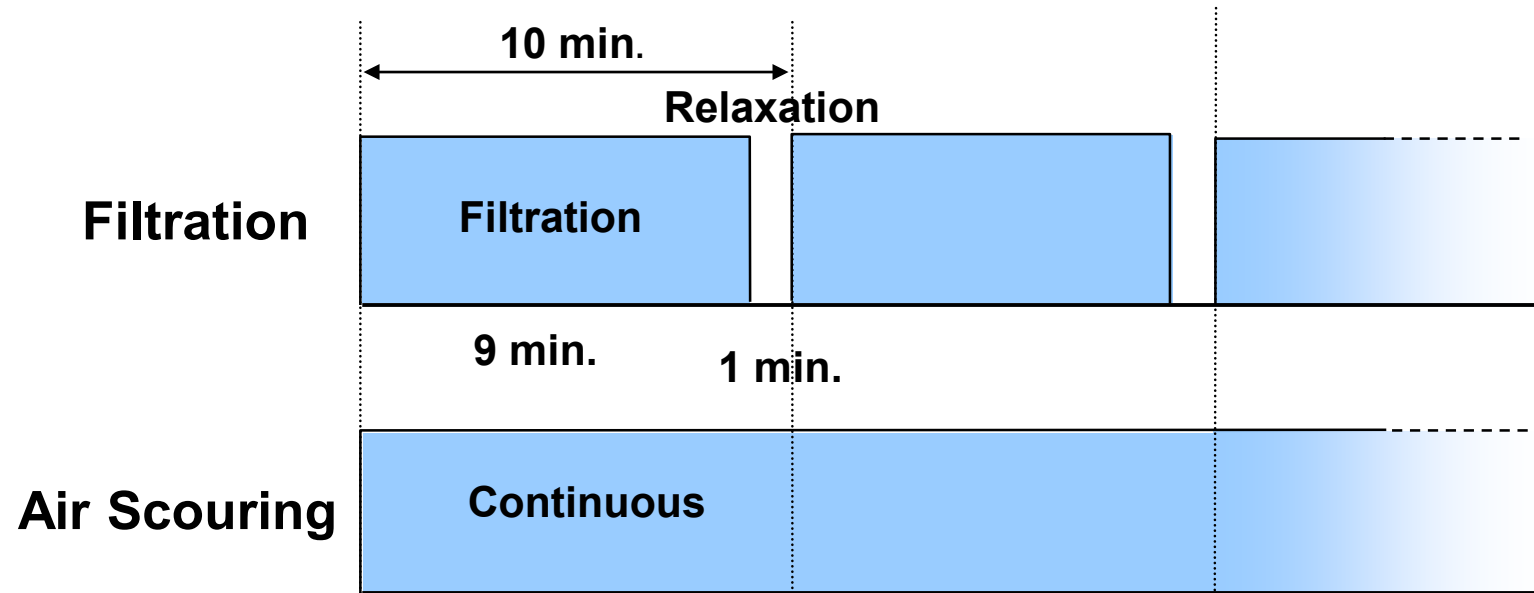 10 min.
Relaxation
Filtration
Filtration
9 min.
1 min.
Air Scouring
Continuous